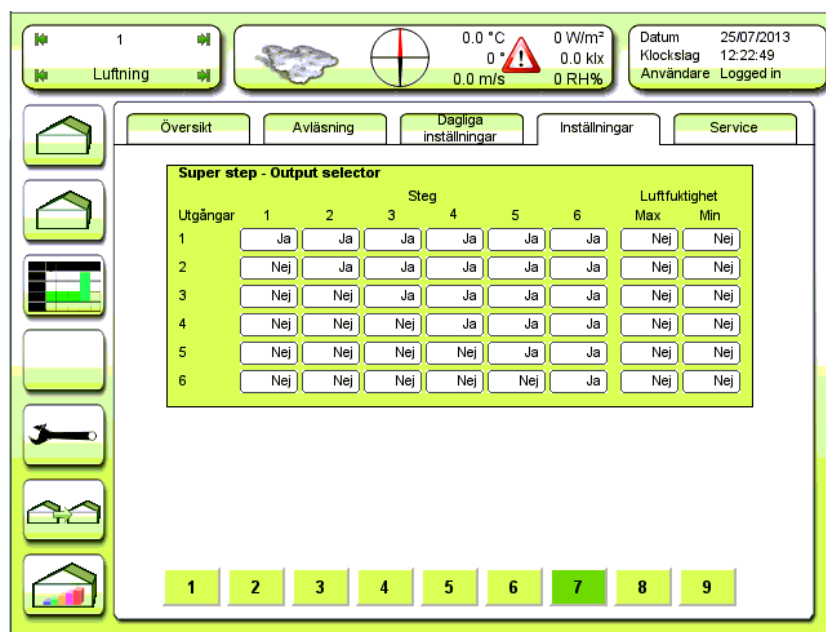 1
Luftning
0.0 °C
0 °
0.0 m/s
0 W/m²
0.0 klx
0 RH%
Datum 25/07/2013
Klockslag 12:22:49
Användare Logged in
Översikt
Avläsning
Dagliga
inställningar
Inställningar
Service
Super step - Output selector
Steg Luftfuktighet
Utgångar 1 2 3 4 5 6 Max Min
1 Ja Ja Ja Ja Ja Ja Nej Nej
2 Nej Ja Ja Ja Ja Ja Nej Nej
3 Nej Nej Ja Ja Ja Ja Nej Nej
4 Nej Nej Nej Ja Ja Ja Nej Nej
5 Nej Nej Nej Nej Ja Ja Nej Nej
6 Nej Nej Nej Nej Nej Ja Nej Nej
1 2 3 4 5 6 7 8 9